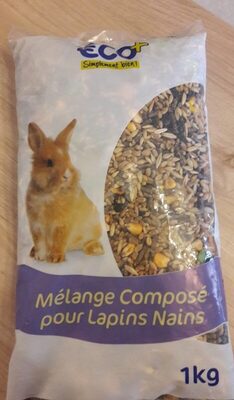 ECO+
Simplement bien!
Mélange Composé
pour Lapins Nains
1kg